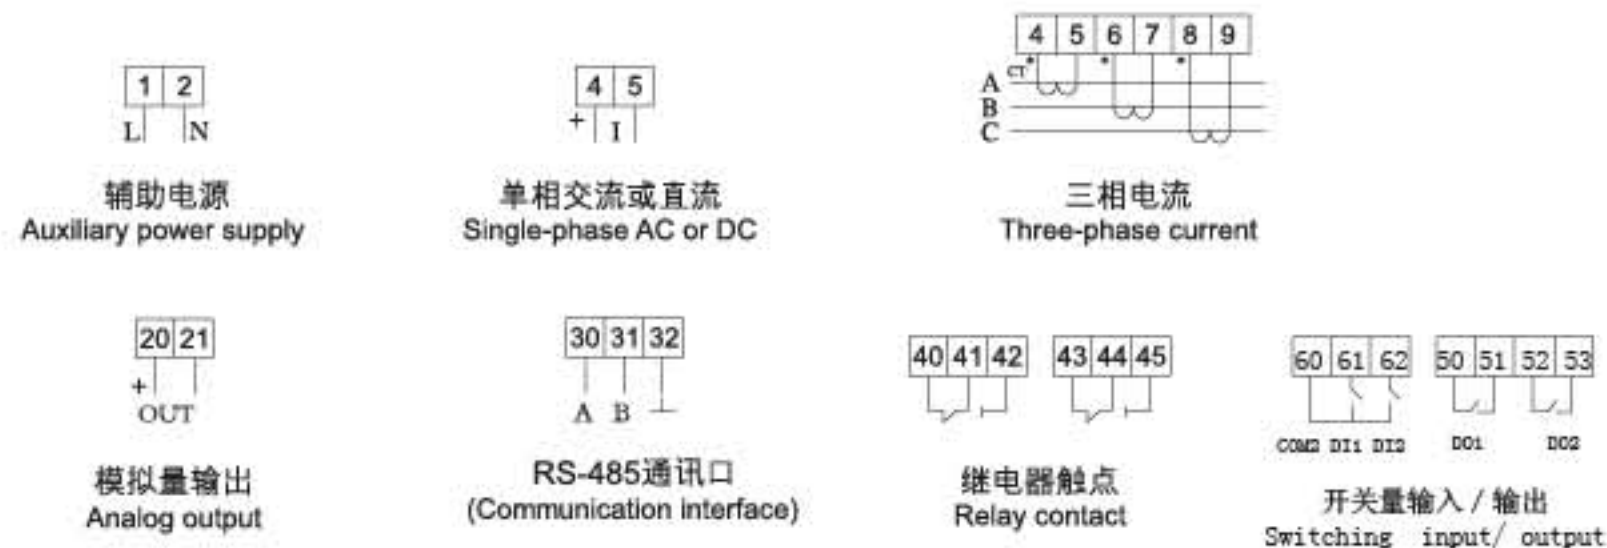 1 2
L N
辅助电源
Auxiliary power supply
4 5
+ I
单相交流或直流
Single-phase AC or DC
4 5 6 7 8 9
CT
A
B
C
三相电流
Three-phase current
20 21
+
OUT
模拟量输出
Analog output
30 31 32
A B
RS-485通讯口
(Communication interface)
40 41 42 43 44 45
继电器触点
Relay contact
60 61 62 50 51 52 53
COM2 DI1 DI2 DO1 DO2
开关量输入 / 输出
Switching input/ output